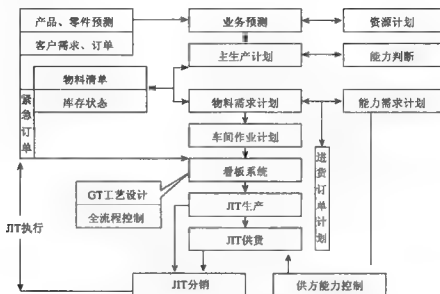 产品、零件预测
业务预测
资源计划
客户需求、订单
主生产计划
能力判断
物料清单
库存状态
物料需求计划
能力需求计划
紧急订单
车间作业计划
进货订单计划
看板系统
GT工艺设计
全流程控制
JIT生产
JIT供货
JIT执行
JIT分销
供方能力控制